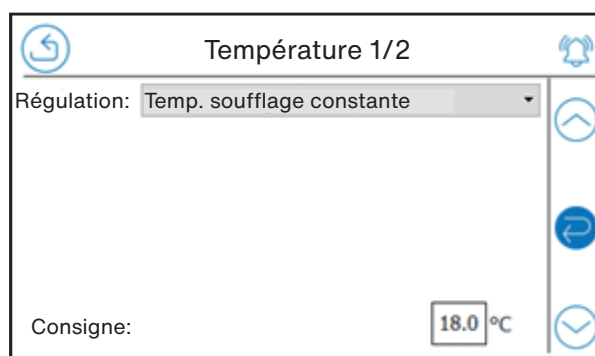 Température 1/2
Régulation: Temp. soufflage constante
Consigne: 18.0 °C